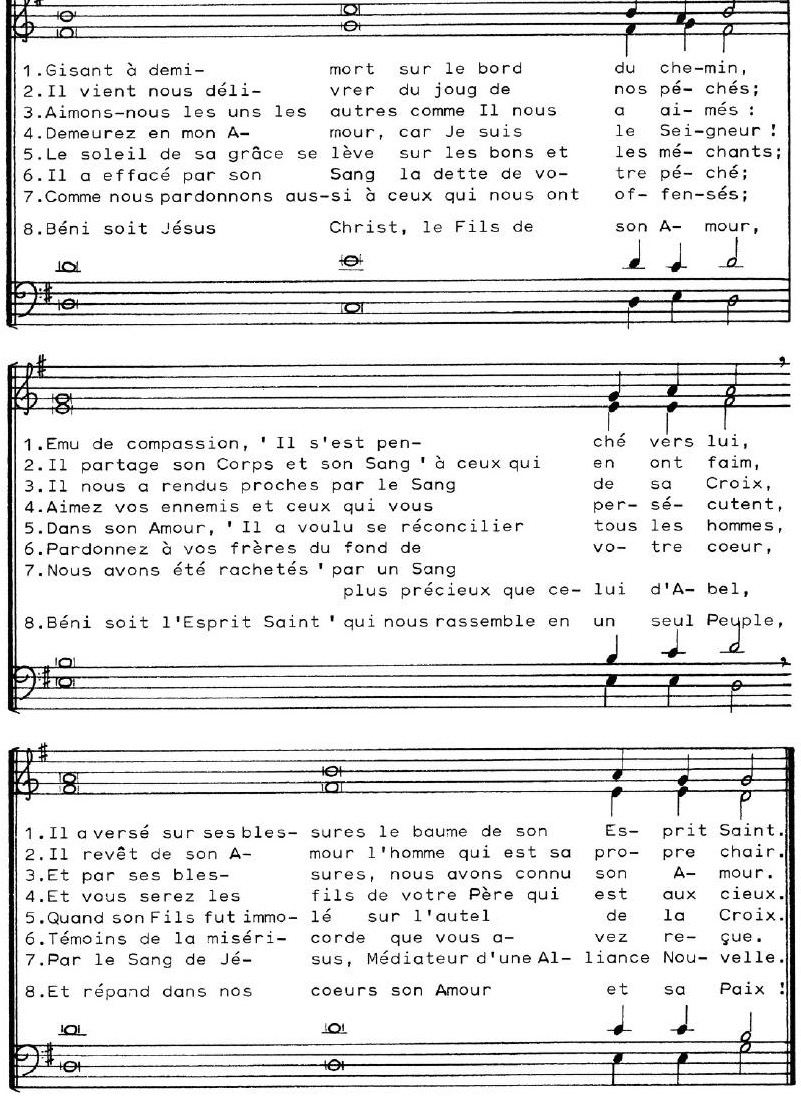 1.Gisant à demi- mort sur le bord du che-min,
2.Il vient nous déli- vrer du joug de nos pé- chés;
3.Aimons-nous les uns les autres comme Il nous a ai- més :
4.Demeurez en mon A- mour, car Je suis le Sei-gneur !
5.Le soleil de sa grâce se lève sur les bons et les mé- chants;
6.Il a effacé par son Sang la dette de vo- tre pé- ché;
7.Comme nous pardonnons aus-si à ceux qui nous ont of- fen-sés;
8.Béni soit Jésus Christ, le Fils de son A- mour,
1.Emu de compassion, ' Il s'est pen- ché vers lui,
2.Il partage son Corps et son Sang ' à ceux qui en ont faim,
3.Il nous a rendus proches par le Sang de sa Croix,
4.Aimez vos ennemis et ceux qui vous per- sé- cutent,
5.Dans son Amour, ' Il a voulu se réconcilier tous les hommes,
6.Pardonnez à vos frères du fond de vo- tre coeur,
7.Nous avons été rachetés ' par un Sang
plus précieux que ce- lui d'A- bel,
8.Béni soit l'Esprit Saint ' qui nous rassemble en un seul Peuple,
1.Il a versé sur ses bles- sures le baume de son Es- prit Saint.
2.Il revêt de son A- mour l'homme qui est sa pro- pre chair.
3.Et par ses bles- sures, nous avons connu son A- mour.
4.Et vous serez les fils de votre Père qui est aux cieux.
5.Quand son Fils fut immo- lé sur l'autel de la Croix.
6.Témoins de la miséri- corde que vous a- vez re- çue.
7.Par le Sang de Jé- sus, Médiateur d'une Al- liance Nou- velle.
8.Et répand dans nos coeurs son Amour et sa Paix !